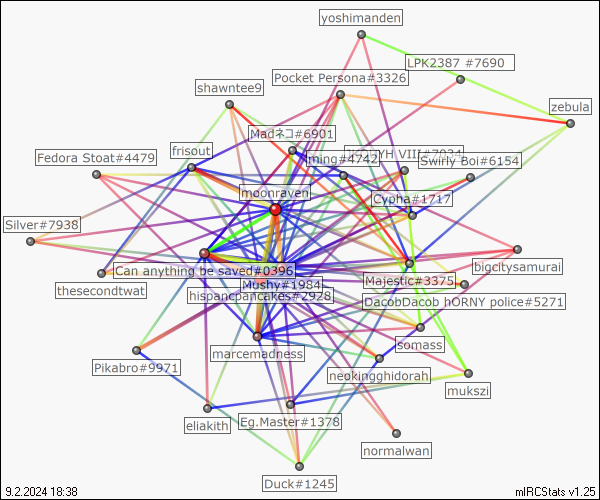 yoshimanden
LPK2387 #7690
Pocket Persona#3326
shawntee9
zebula
Madネコ#6901
frisout
VIII#7034
ming#4742
Swirly Boi#6154
Fedora Stoat#4479
moonraven
Cypha#1717
Silver#7938
bigcitysamurai
Can anything be saved#0396
Majestic#3375
Mushy#1984
thesecondtwat
hispancpancakes#2928
DacobDacob hORNY police#5271
somass
marcemadness
Pikabro#9971
neokingghidorah
mukszi
eliakith
Eg.Master#1378
normalwan
Duck#1245
9.2.2024 18:38
mIRCStats v1.25